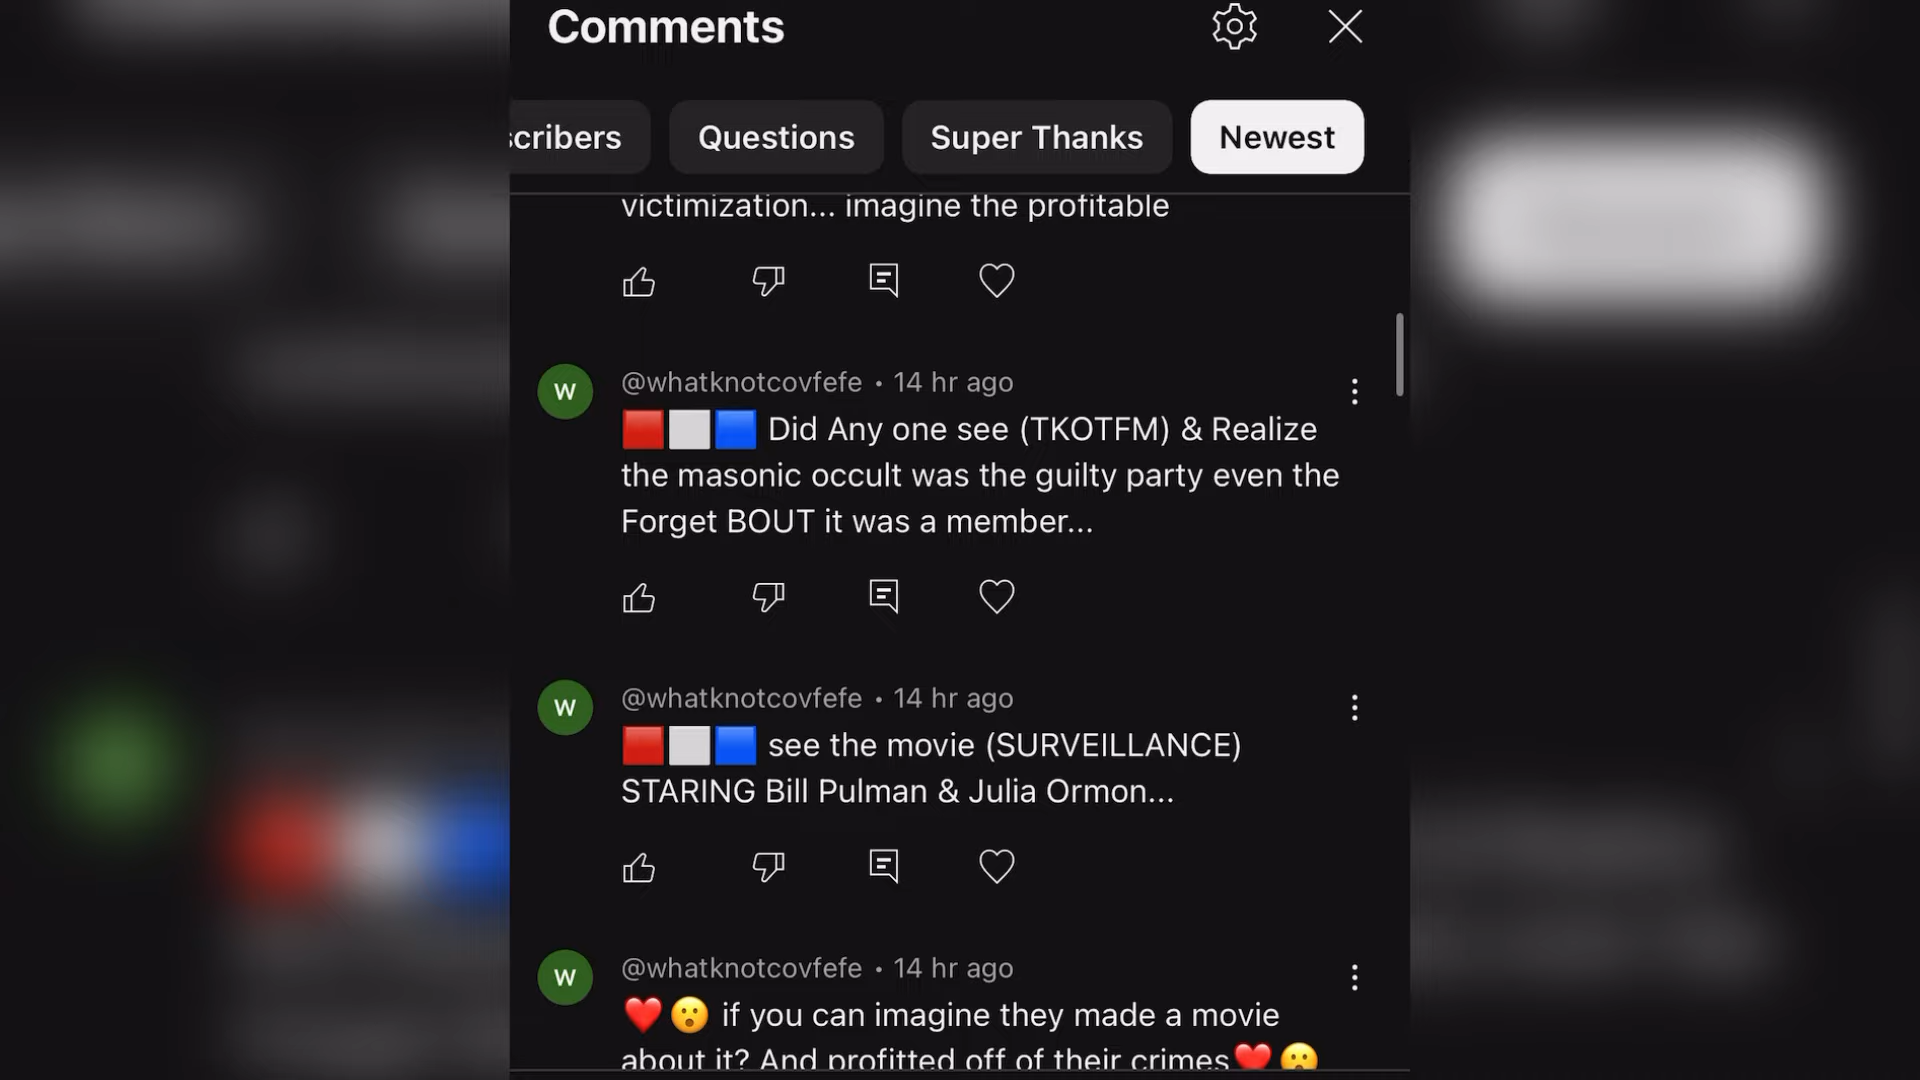 Comments
scribers
Questions
Super Thanks
Newest
victimization... imagine the profitable
@whatknotcovfefe • 14 hr ago
W
🟥⬜🟦 Did Any one see (TKOTFM) & Realize
the masonic occult was the guilty party even the
Forget BOUT it was a member...
@whatknotcovfefe • 14 hr ago
W
🟥⬜🟦 see the movie (SURVEILLANCE)
STARING Bill Pulman & Julia Ormon...
@whatknotcovfefe • 14 hr ago
W
❤️😮 if you can imagine they made a movie
about it? And profitted off of their crimes❤️😮